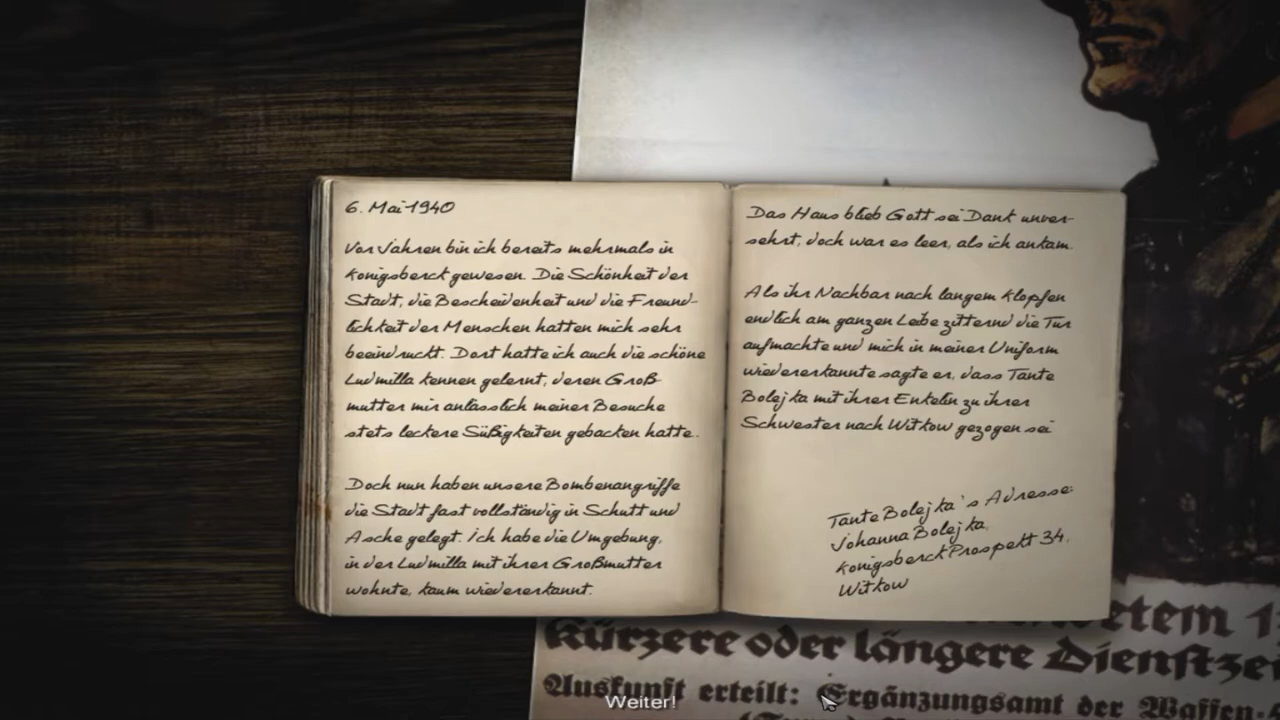 6. Mai 1940
Vor Jahren bin ich bereits mehrmals in
Königsberck gewesen. Die Schönheit der
Stadt, die Bescheidenheit und die Freund-
lichkeit der Menschen hatten mich sehr
beeindruckt. Dort hatte ich auch die schöne
Ludmilla kennen gelernt, deren Groß-
mutter mir anlässlich meiner Besuche
stets leckere Süßigkeiten gebacken hatte.
Doch nun haben unsere Bombenangriffe
die Stadt fast vollständig in Schutt und
Asche gelegt. Ich habe die Umgebung,
in der Ludmilla mit ihrer Großmutter
wohnte, kaum wiedererkannt.
Das Haus blieb Gott sei Dank unver-
sehrt, doch war es leer, als ich ankam.
Als ihr Nachbar nach langem Klopfen
endlich am ganzen Leibe zitternd die Tür
aufmachte und mich in meiner Uniform
wiedererkannte sagte er, dass Tante
Bolejka mit ihrer Enkelin zu ihrer
Schwester nach Witkow gezogen sei
Tante Bolejka's Adresse:
Johanna Bolejka,
Königsberck Prospekt 34,
Witkow
kürzere oder längere Dienstzei
Auskunft erteilt: Ergänzungsamt der Waffen-
Weiter!